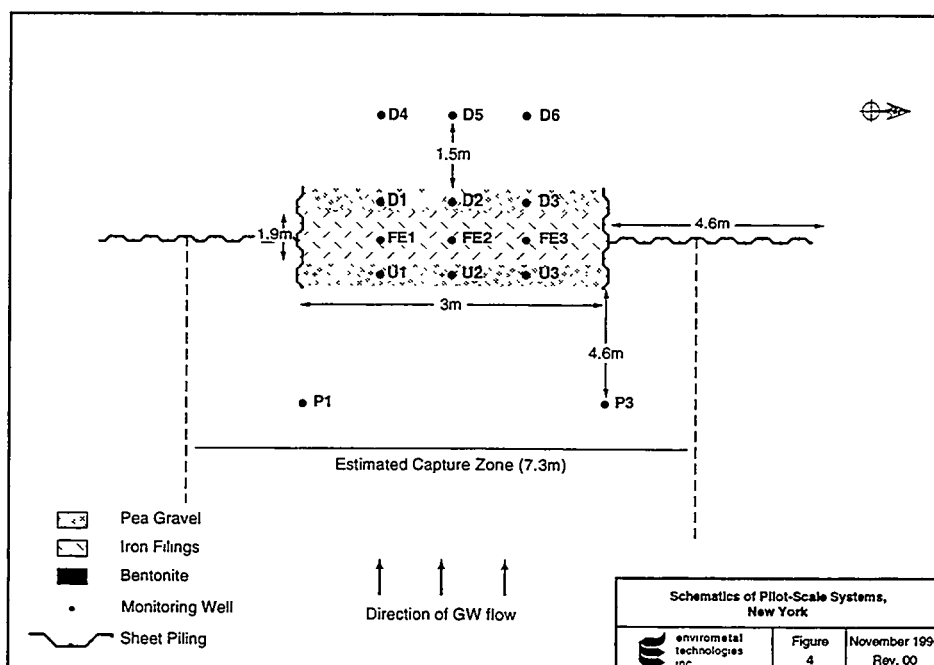 D4 D5 D6
1.5m
D1 D2 D3
1.9m
4.6m
FE1 FE2 FE3
U1 U2 U3
3m
4.6m
P1 P3
Estimated Capture Zone (7.3m)
Pea Gravel
Iron Filings
Bentonite
Monitoring Well
Sheet Piling
Direction of GW flow
Schematics of Pilot-Scale Systems,
New York
envirometal
technologies
inc
Figure
4
November
Rev. 00